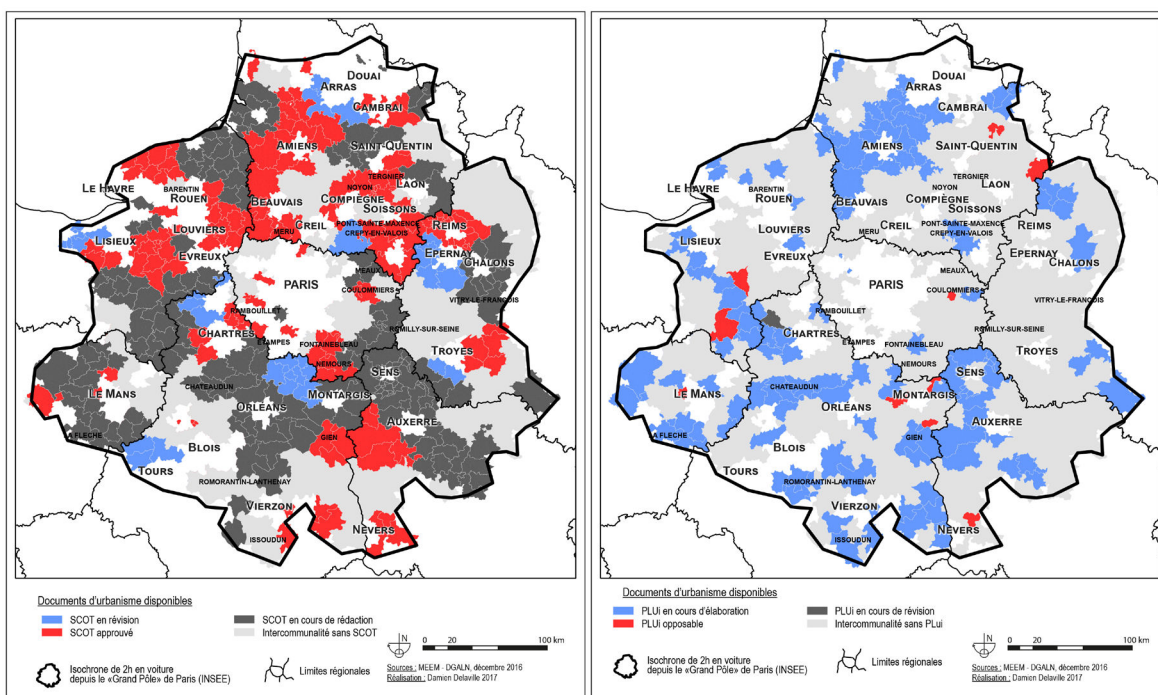 DOUAI
ARRAS
CAMBRAI
AMIENS
SAINT-QUENTIN
TERGNIER
LE HAVRE
BARENTIN
ROUEN
NOYON
LAON
BEAUVAIS
COMPIÈGNE
SOISSONS
LOUVIERS
CREIL
PONT-SAINTE-MAXENCE
REIMS
LISIEUX
MERU
CREPY-EN-VALOIS
EVREUX
EPERNAY
CHALONS
MEAUX
PARIS
COULOMMIERS
VITRY-LE-FRANCOIS
RAMBOUILLET
CHARTRES
ETAMPES
ROMILLY-SUR-SEINE
FONTAINEBLEAU
TROYES
NEMOURS
SENS
CHATEAUDUN
LE MANS
MONTARGIS
ORLÉANS
AUXERRE
A FLECHE
GIEN
BLOIS
TOURS
ROMORANTIN-LANTHENAY
VIERZON
NEVERS
ISSOUDUN
Documents d'urbanisme disponibles
SCOT en révision
SCOT en cours de rédaction
SCOT approuvé
Intercommunalité sans SCOT
N
0 20 100 km
Isochrone de 2h en voiture
depuis le «Grand Pôle» de Paris (INSEE)
Limites régionales
Sources : MEEM - DGALN, décembre 2016
Réalisation : Damien Delaville 2017
DOUAI
ARRAS
CAMBRAI
AMIENS
SAINT-QUENTIN
TERGNIER
LE HAVRE
BARENTIN
ROUEN
NOYON
LAON
BEAUVAIS
COMPIÈGNE
SOISSONS
LOUVIERS
CREIL
PONT-SAINTE-MAXENCE
REIMS
LISIEUX
MERU
CREPY-EN-VALOIS
EVREUX
EPERNAY
CHALONS
MEAUX
PARIS
COULOMMIERS
VITRY-LE-FRANCOIS
RAMBOUILLET
CHARTRES
ETAMPES
ROMILLY-SUR-SEINE
FONTAINEBLEAU
TROYES
NEMOURS
SENS
CHATEAUDUN
LE MANS
MONTARGIS
ORLÉANS
AUXERRE
A FLECHE
GIEN
BLOIS
TOURS
ROMORANTIN-LANTHENAY
VIERZON
NEVERS
ISSOUDUN
Documents d'urbanisme disponibles
PLUi en cours d'élaboration
PLUi en cours de révision
PLUi opposable
Intercommunalité sans PLui
N
0 20 100 km
Isochrone de 2h en voiture
depuis le «Grand Pôle» de Paris (INSEE)
Limites régionales
Sources : MEEM - DGALN, décembre 2016
Réalisation : Damien Delaville 2017